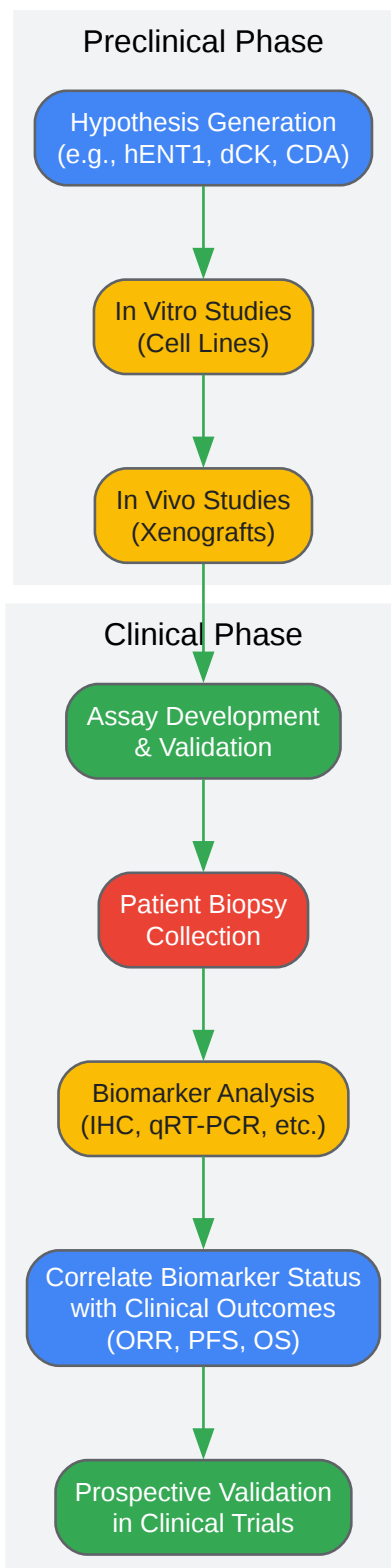 Preclinical Phase
Hypothesis Generation
(e.g., hENT1, dCK, CDA)
In Vitro Studies
(Cell Lines)
In Vivo Studies
(Xenografts)
Clinical Phase
Assay Development
& Validation
Patient Biopsy
Collection
Biomarker Analysis
(IHC, qRT-PCR, etc.)
Correlate Biomarker Status
with Clinical Outcomes
(ORR, PFS, OS)
Prospective Validation
in Clinical Trials